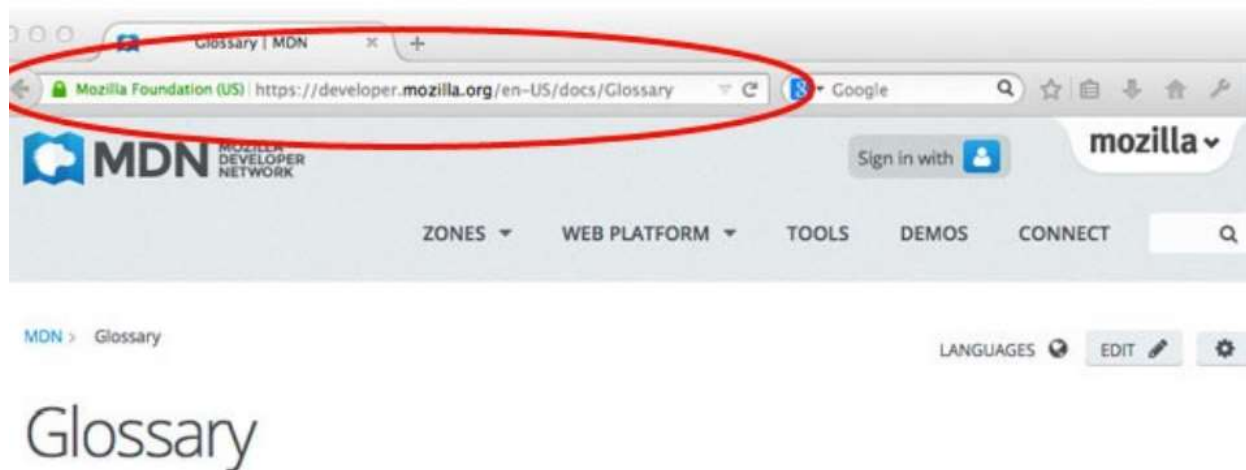 Glossary | MDN
Mozilla Foundation (US) https://developer.mozilla.org/en-US/docs/Glossary Google
MDN MOZILLA DEVELOPER NETWORK Sign in with mozilla
ZONES WEB PLATFORM TOOLS DEMOS CONNECT
MDN > Glossary LANGUAGES EDIT
Glossary